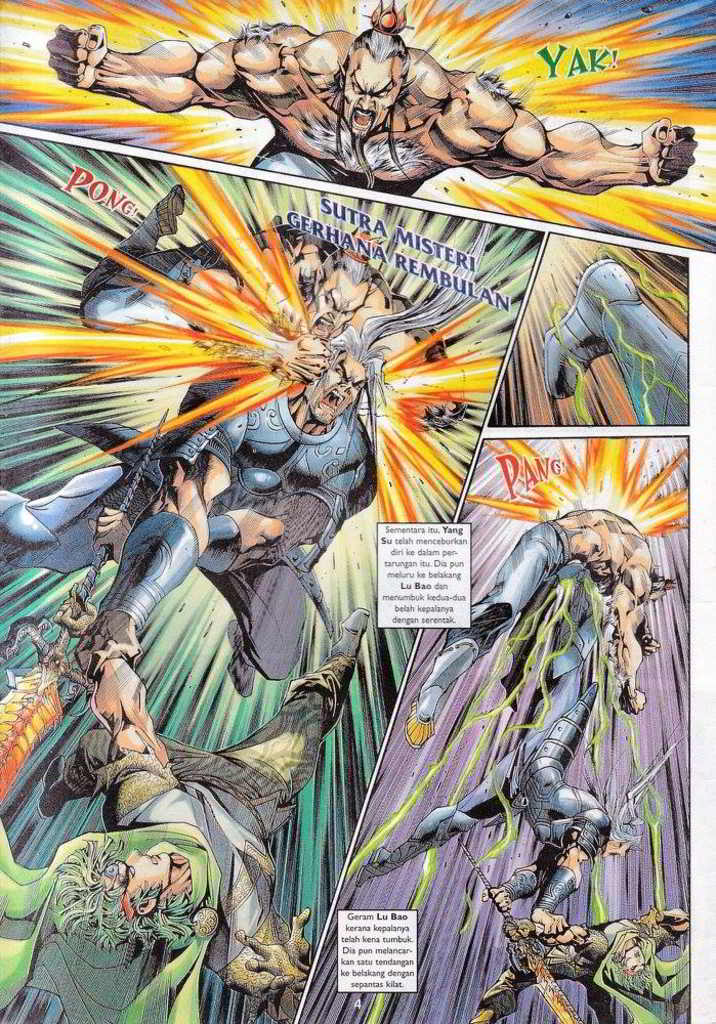 YAK!
PONG!
SUTRA MISTERI
GERHANA REMBULAN
PANG!
Sementara itu, Yang
Su telah menceborkan
diri ke dalam per-
tarungan itu. Dia pun
meluru ke belakang
Lu Bao dan
menumbuk kedua-dua
belah kepalanya
dengan serentak.
Geram Lu Bao
kerana kepalanya
telah kena tumbuk.
Dia pun melancar-
kan satu tendangan
ke belakang dengan
sepantas kilat.
4